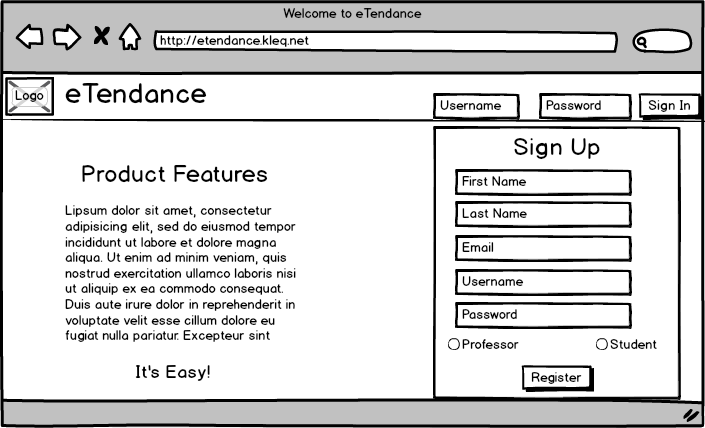 Welcome to eTendance
http://etendance.kleq.net
Logo
eTendance
Username
Password
Sign In
Product Features
Lipsum dolor sit amet, consectetur
adipisicing elit, sed do eiusmod tempor
incididunt ut labore et dolore magna
aliqua. Ut enim ad minim veniam, quis
nostrud exercitation ullamco laboris nisi
ut aliquip ex ea commodo consequat.
Duis aute irure dolor in reprehenderit in
voluptate velit esse cillum dolore eu
fugiat nulla pariatur. Excepteur sint
It's Easy!
Sign Up
First Name
Last Name
Email
Username
Password
Professor
Student
Register